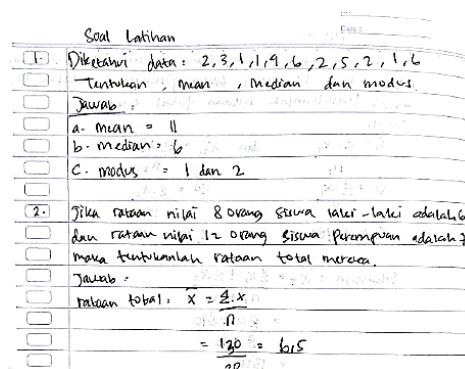 Soal Latihan
1. Diketahui data : 2,3,1,1,4,6,2,5,2,1,6
Tentukan, mean, median dan modus
Jawab :
a. mean = 11
b. median = 6
c. modus = 1 dan 2
2. Jika rataan nilai 8 orang siswa laki-laki adalah 6
dan rataan nilai 12 orang siswa perempuan adalah 7
maka tentukanlah rataan total mereka.
Jawab :
rataan total : x̄ = Σ.x
n
= 130 = 6,5
20